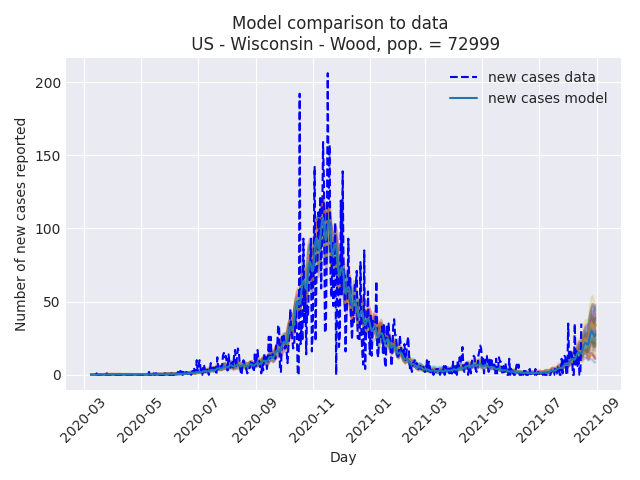 Model comparison to data
US - Wisconsin - Wood, pop. = 72999
new cases data
new cases model
200
150
100
50
0
Number of new cases reported
2020-03
2020-05
2020-07
2020-09
2020-11
2021-01
2021-03
2021-05
2021-07
2021-09
Day